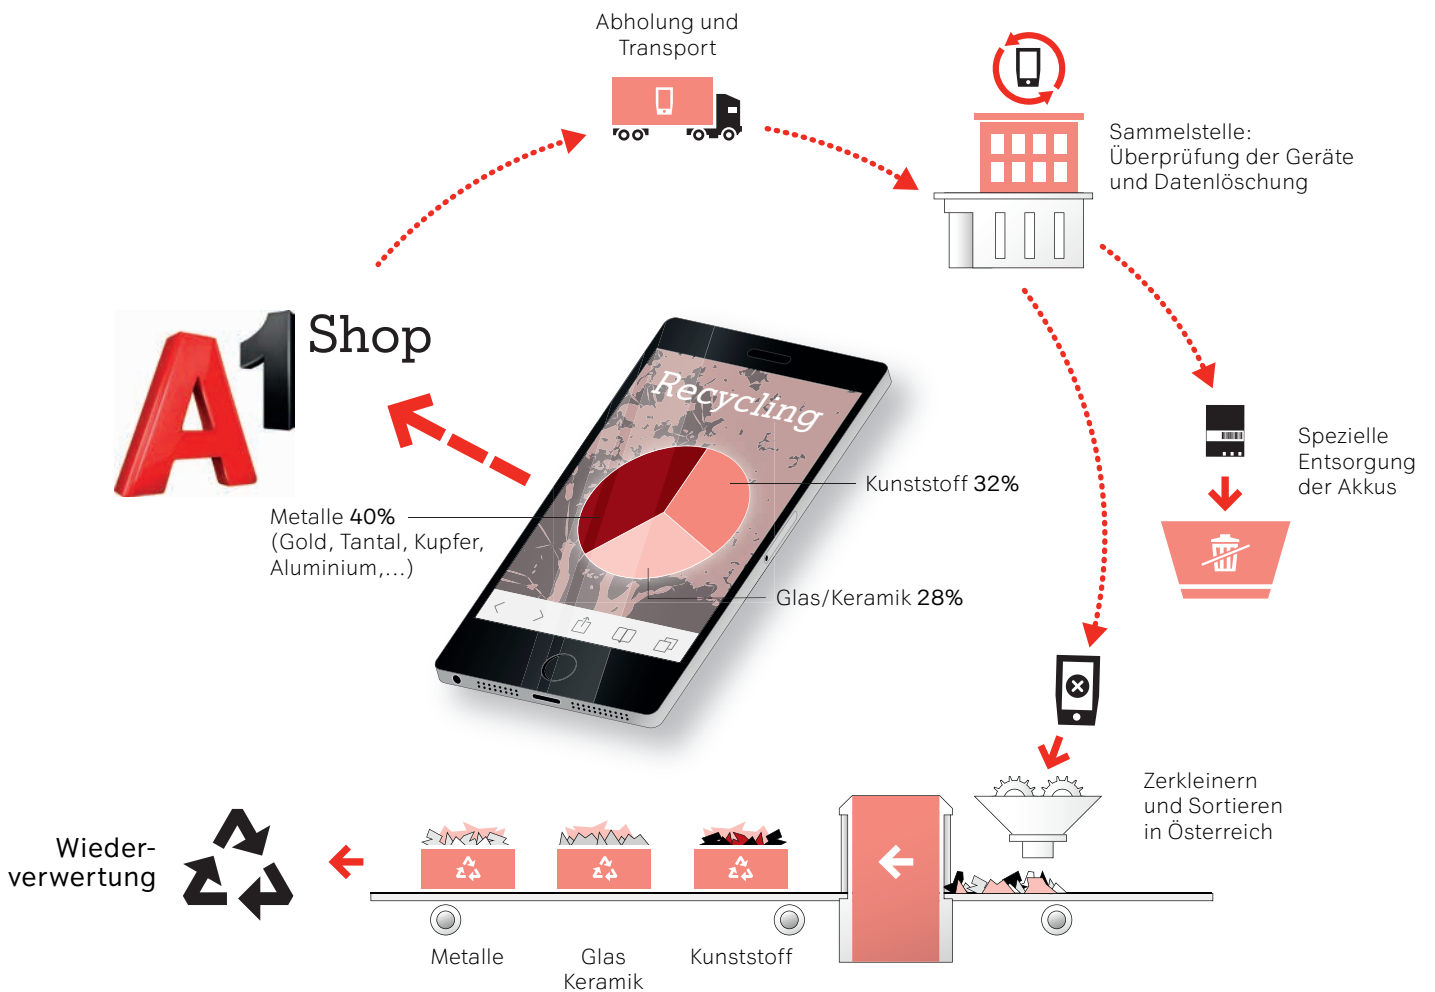 Abholung und
Transport
Sammelstelle:
Überprüfung der Geräte
und Datenlöschung
A1 Shop
Recycling
Kunststoff 32%
Metalle 40%
(Gold, Tantal, Kupfer,
Aluminium,...)
Glas/Keramik 28%
Spezielle
Entsorgung
der Akkus
Zerkleinern
und Sortieren
in Österreich
Wieder-
verwertung
Metalle
Glas
Keramik
Kunststoff